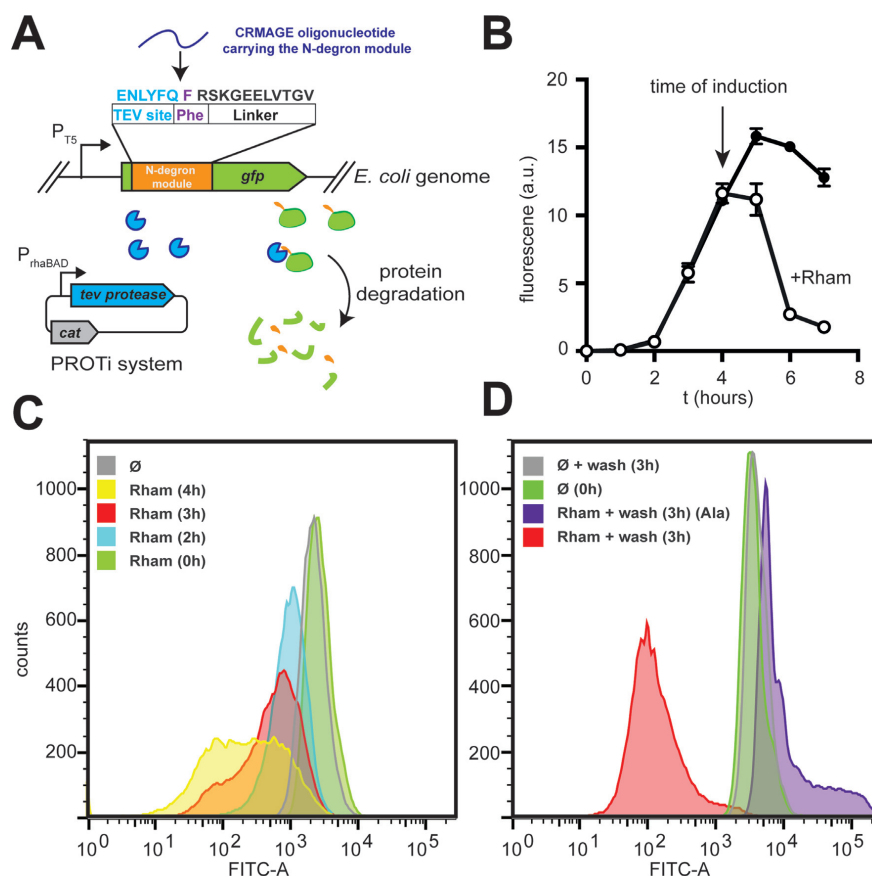 A
CRMAGE oligonucleotide
carrying the N-degron module
ENLYFQ F RSKGEELVTGV
TEV site Phe Linker
PT5
N-degron
module
gfp
E. coli genome
PrhaBAD
tev protease
cat
PROTi system
protein
degradation
B
20
15
10
5
0
fluorescene (a.u.)
time of induction
+Rham
0 2 4 6 8
t (hours)
C
1000
800
600
400
200
counts
Ø
Rham (4h)
Rham (3h)
Rham (2h)
Rham (0h)
10^0 10^1 10^2 10^3 10^4 10^5
FITC-A
D
1000
800
600
400
200
Ø + wash (3h)
Ø (0h)
Rham + wash (3h) (Ala)
Rham + wash (3h)
10^0 10^1 10^2 10^3 10^4 10^5
FITC-A